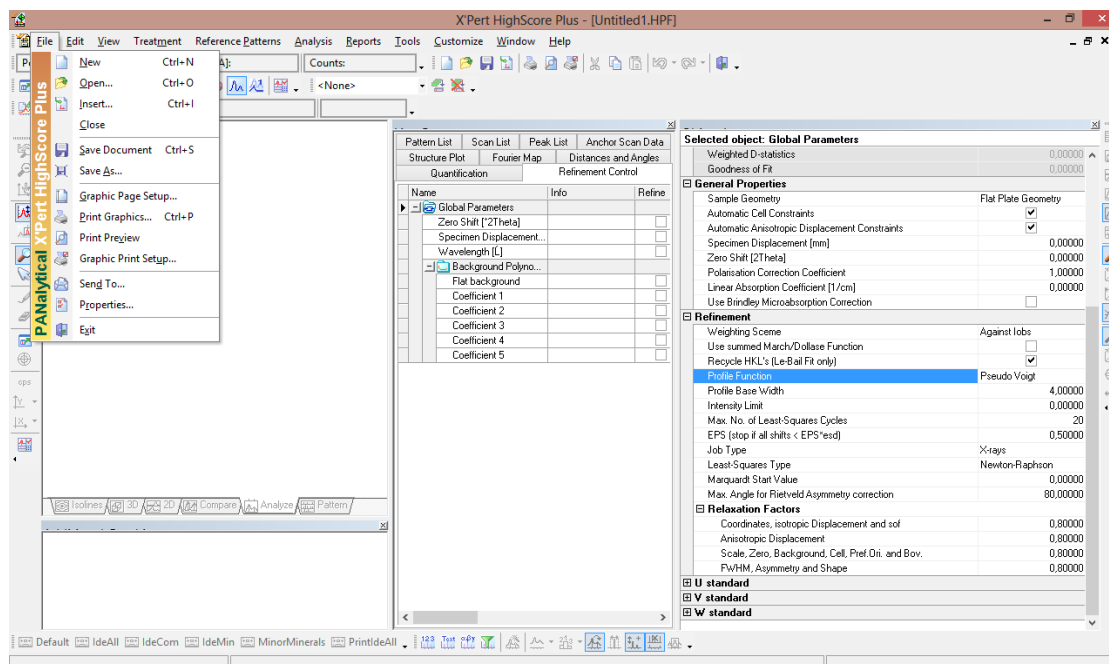 X'Pert HighScore Plus - [Untitled1.HPF]
File Edit View Treatment Reference Patterns Analysis Reports Tools Customize Window Help
Counts:
<None>
PANalytical X'Pert HighScore Plus
New Ctrl+N
Open... Ctrl+O
Insert... Ctrl+I
Close
Save Document Ctrl+S
Save As...
Graphic Page Setup...
Print Graphics... Ctrl+P
Print Preview
Graphic Print Setup...
Send To...
Properties...
Exit
cps
Isolines 3D 2D Compare Analyze Pattern
Pattern List Scan List Peak List Anchor Scan Data
Structure Plot Fourier Map Distances and Angles
Quantification Refinement Control
Name Info Refine
Global Parameters
Zero Shift [°2Theta]
Specimen Displacement...
Wavelength [Ĺ]
Background Polyno...
Flat background
Coefficient 1
Coefficient 2
Coefficient 3
Coefficient 4
Coefficient 5
Selected object: Global Parameters
Weighted D-statistics 0,00000
Goodness of Fit 0,00000
General Properties
Sample Geometry Flat Plate Geometry
Automatic Cell Constraints
Automatic Anisotropic Displacement Constraints
Specimen Displacement [mm] 0,00000
Zero Shift [2Theta] 0,00000
Polarisation Correction Coefficient 1,00000
Linear Absorption Coefficient [1/cm] 0,00000
Use Brindley Microabsorption Correction
Refinement
Weighting Sceme Against Iobs
Use summed March/Dollase Function
Recycle HKL's (Le-Bail Fit only)
Profile Function Pseudo Voigt
Profile Base Width 4,00000
Intensity Limit 0,00000
Max. No. of Least-Squares Cycles 20
EPS (stop if all shifts < EPS*esd) 0,50000
Job Type X-rays
Least-Squares Type Newton-Raphson
Marquardt Start Value 0,00000
Max. Angle for Rietveld Asymmetry correction 80,00000
Relaxation Factors
Coordinates, isotropic Displacement and sof 0,80000
Anisotropic Displacement 0,80000
Scale, Zero, Background, Cell, Pref.Ori. and Bov. 0,80000
FWHM, Asymmetry and Shape 0,80000
U standard
V standard
W standard
Default IdeAll IdeCom IdeMin MinorMinerals PrintIdeAll